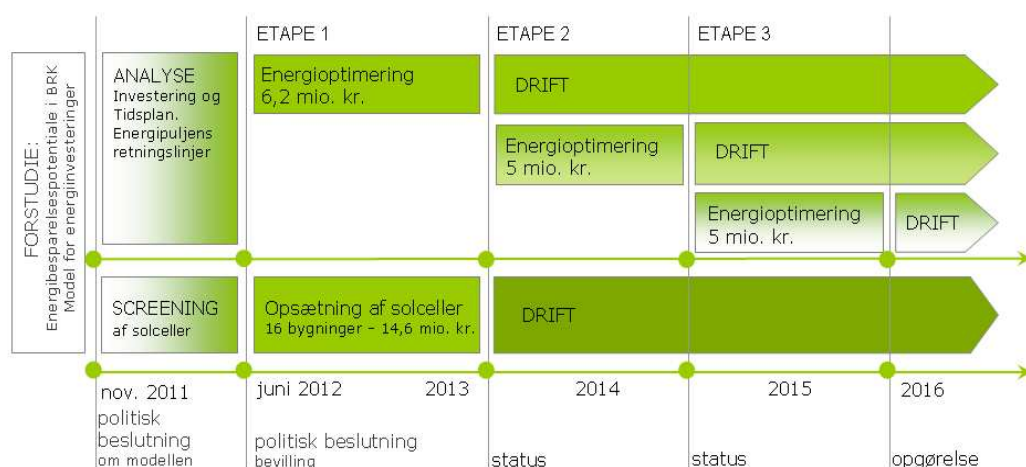 FORSTUDIE:
Energibesparelsespotentiale i BRK
Model for energiinvesteringer
ETAPE 1
ETAPE 2
ETAPE 3
ANALYSE
Investering og
Tidsplan.
Energipuljens
retningslinjer
Energioptimering
6,2 mio. kr.
DRIFT
Energioptimering
5 mio. kr.
DRIFT
Energioptimering
5 mio. kr.
DRIFT
SCREENING
af solceller
Opsætning af solceller
16 bygninger – 14,6 mio. kr.
DRIFT
nov. 2011
juni 2012
2013
2014
2015
2016
politisk
beslutning
om modellen
politisk beslutning
bevilling
status
status
opgørelse